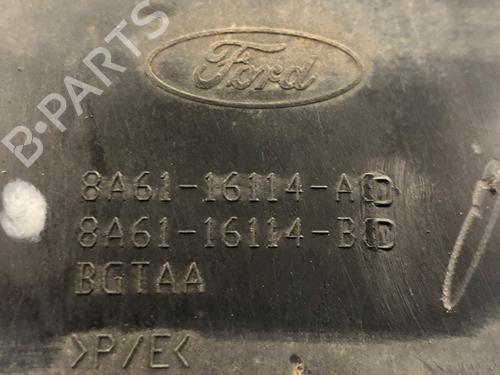 Ford
B-PARTS
8A61-16114-AD
8A61-16114-BD
BGTAA
>P/E<